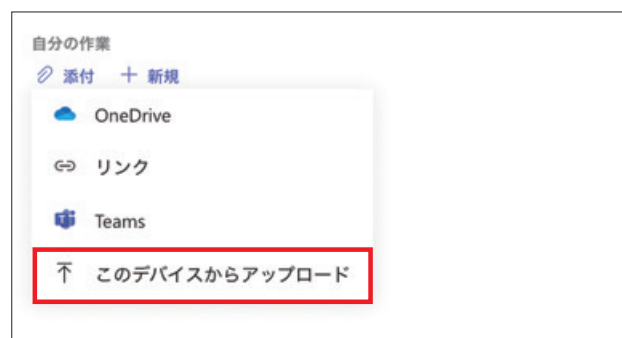 自分の作業
添付 新規
OneDrive
リンク
Teams
このデバイスからアップロード